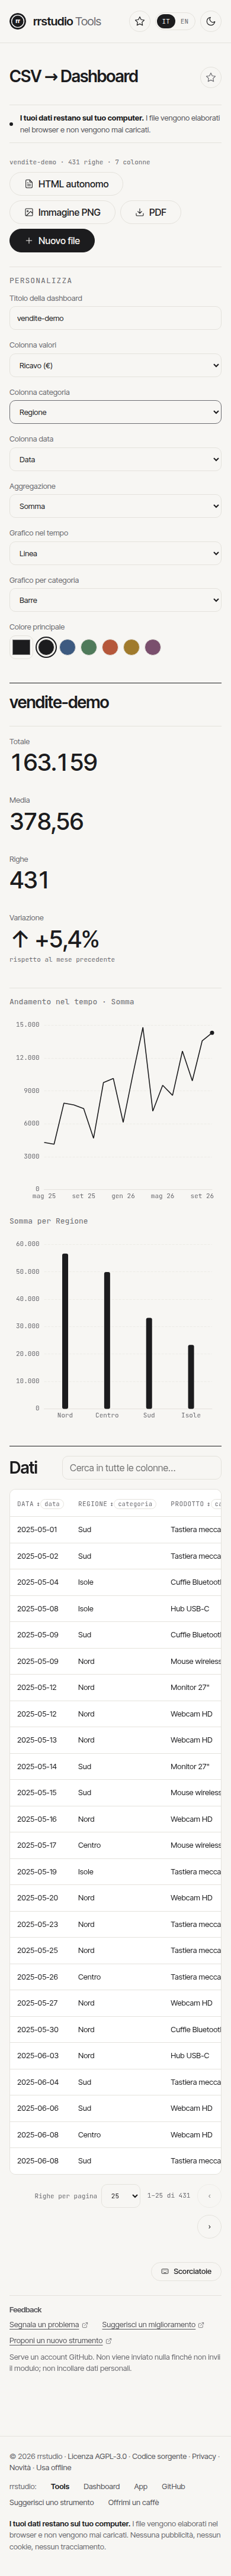 rrstudio Tools
IT EN
CSV → Dashboard
I tuoi dati restano sul tuo computer. I file vengono elaborati
nel browser e non vengono mai caricati.
vendite-demo · 431 righe · 7 colonne
HTML autonomo
Immagine PNG
PDF
+ Nuovo file
PERSONALIZZA
Titolo della dashboard
vendite-demo
Colonna valori
Ricavo (€)
Colonna categoria
Regione
Colonna data
Data
Aggregazione
Somma
Grafico nel tempo
Linea
Grafico per categoria
Barre
Colore principale
vendite-demo
Totale
163.159
Media
378,56
Righe
431
Variazione
↑ +5,4%
rispetto al mese precedente
Andamento nel tempo · Somma
15.000
12.000
9000
6000
3000
0
mag 25 set 25 gen 26 mag 26 set 26
Somma per Regione
60.000
50.000
40.000
30.000
20.000
10.000
0
Nord Centro Sud Isole
Dati
Cerca in tutte le colonne…
DATA data REGIONE categoria PRODOTTO
2025-05-01 Sud Tastiera mecca
2025-05-02 Sud Tastiera mecca
2025-05-04 Isole Cuffie Bluetoot
2025-05-08 Isole Hub USB-C
2025-05-09 Sud Cuffie Bluetoot
2025-05-09 Nord Mouse wireless
2025-05-12 Nord Monitor 27"
2025-05-12 Nord Webcam HD
2025-05-13 Nord Webcam HD
2025-05-14 Sud Monitor 27"
2025-05-15 Sud Mouse wireless
2025-05-16 Nord Webcam HD
2025-05-17 Centro Mouse wireless
2025-05-19 Isole Tastiera mecca
2025-05-20 Nord Webcam HD
2025-05-23 Nord Tastiera mecca
2025-05-25 Nord Tastiera mecca
2025-05-26 Centro Tastiera mecca
2025-05-27 Nord Webcam HD
2025-05-30 Nord Cuffie Bluetoot
2025-06-03 Nord Hub USB-C
2025-06-04 Sud Tastiera mecca
2025-06-06 Sud Webcam HD
2025-06-08 Centro Webcam HD
2025-06-08 Sud Tastiera mecca
Righe per pagina 25 1–25 di 431 ‹
›
Scorciatoie
Feedback
Segnala un problema Suggerisci un miglioramento
Proponi un nuovo strumento
Serve un account GitHub. Non viene inviato nulla finché non invii
il modulo; non incollare dati personali.
© 2026 rrstudio · Licenza AGPL-3.0 · Codice sorgente · Privacy ·
Novità · Usa offline
rrstudio: Tools Dashboard App GitHub
Suggerisci uno strumento Offrimi un caffè
I tuoi dati restano sul tuo computer. I file vengono elaborati nel
browser e non vengono mai caricati. Nessuna pubblicità, nessun
cookie, nessun tracciamento.